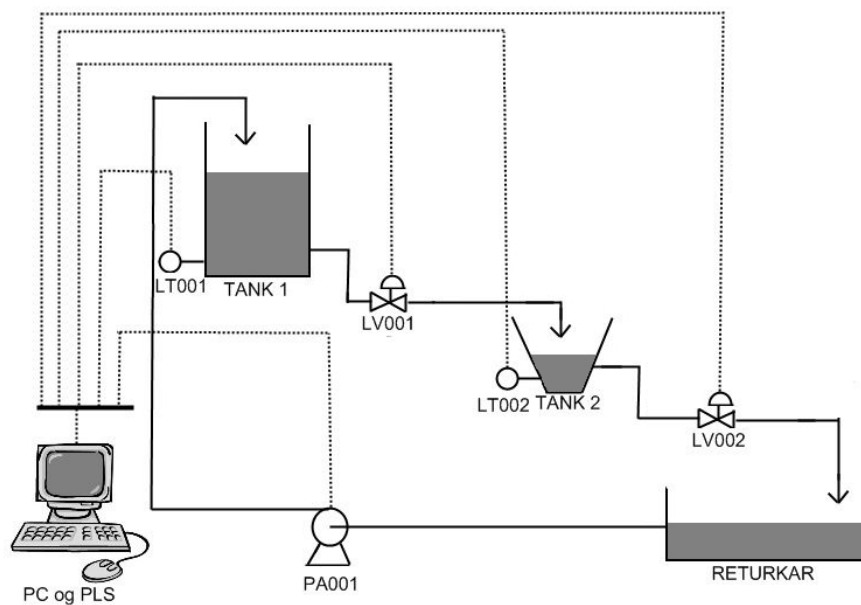 LT001
TANK 1
LV001
LT002
TANK 2
LV002
PC og PLS
PA001
RETURKAR